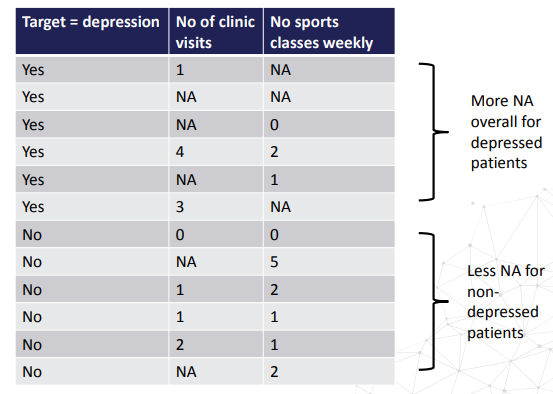 Target = depression No of clinic visits No sports classes weekly
Yes 1 NA
Yes NA NA
Yes NA 0
Yes 4 2
Yes NA 1
Yes 3 NA
No 0 0
No NA 5
No 1 2
No 1 1
No 2 1
No NA 2
More NA
overall for
depressed
patients
Less NA for
non-
depressed
patients